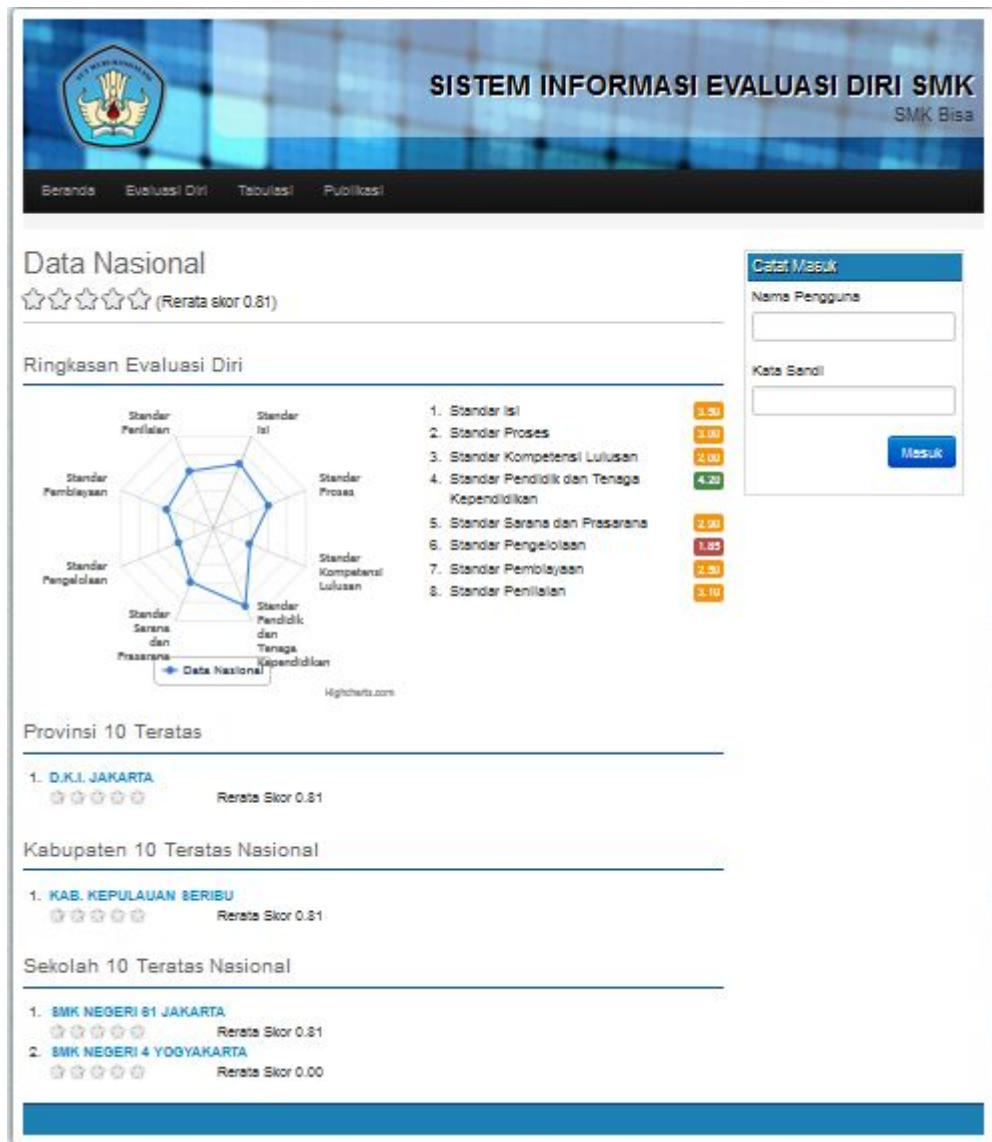 SISTEM INFORMASI EVALUASI DIRI SMK
SMK Bisa
Beranda Evaluasi Diri Tabulasi Publikasi
Data Nasional
(Rerata skor 0.81)
Ringkasan Evaluasi Diri
Standar
Penilaian
Standar
Isi
Standar
Proses
Standar
Kompetensi
Lulusan
Standar
Pendidik
dan
Tenaga
Kependidikan
Standar
Sarana
dan
Prasarana
Standar
Pengelolaan
Standar
Pembiayaan
Data Nasional
Highcharts.com
1. Standar Isi 3.50
2. Standar Proses 3.00
3. Standar Kompetensi Lulusan 2.00
4. Standar Pendidik dan Tenaga 4.20
Kependidikan
5. Standar Sarana dan Prasarana
6. Standar Pengelolaan 1.85
7. Standar Pembiayaan
8. Standar Penilaian 3.10
Provinsi 10 Teratas
1. D.K.I. JAKARTA
Rerata Skor 0.81
Kabupaten 10 Teratas Nasional
1. KAB. KEPULAUAN SERIBU
Rerata Skor 0.81
Sekolah 10 Teratas Nasional
1. SMK NEGERI 61 JAKARTA
Rerata Skor 0.81
2. SMK NEGERI 4 YOGYAKARTA
Rerata Skor 0.00
Catat Masuk
Nama Pengguna
Kata Sandi
Masuk